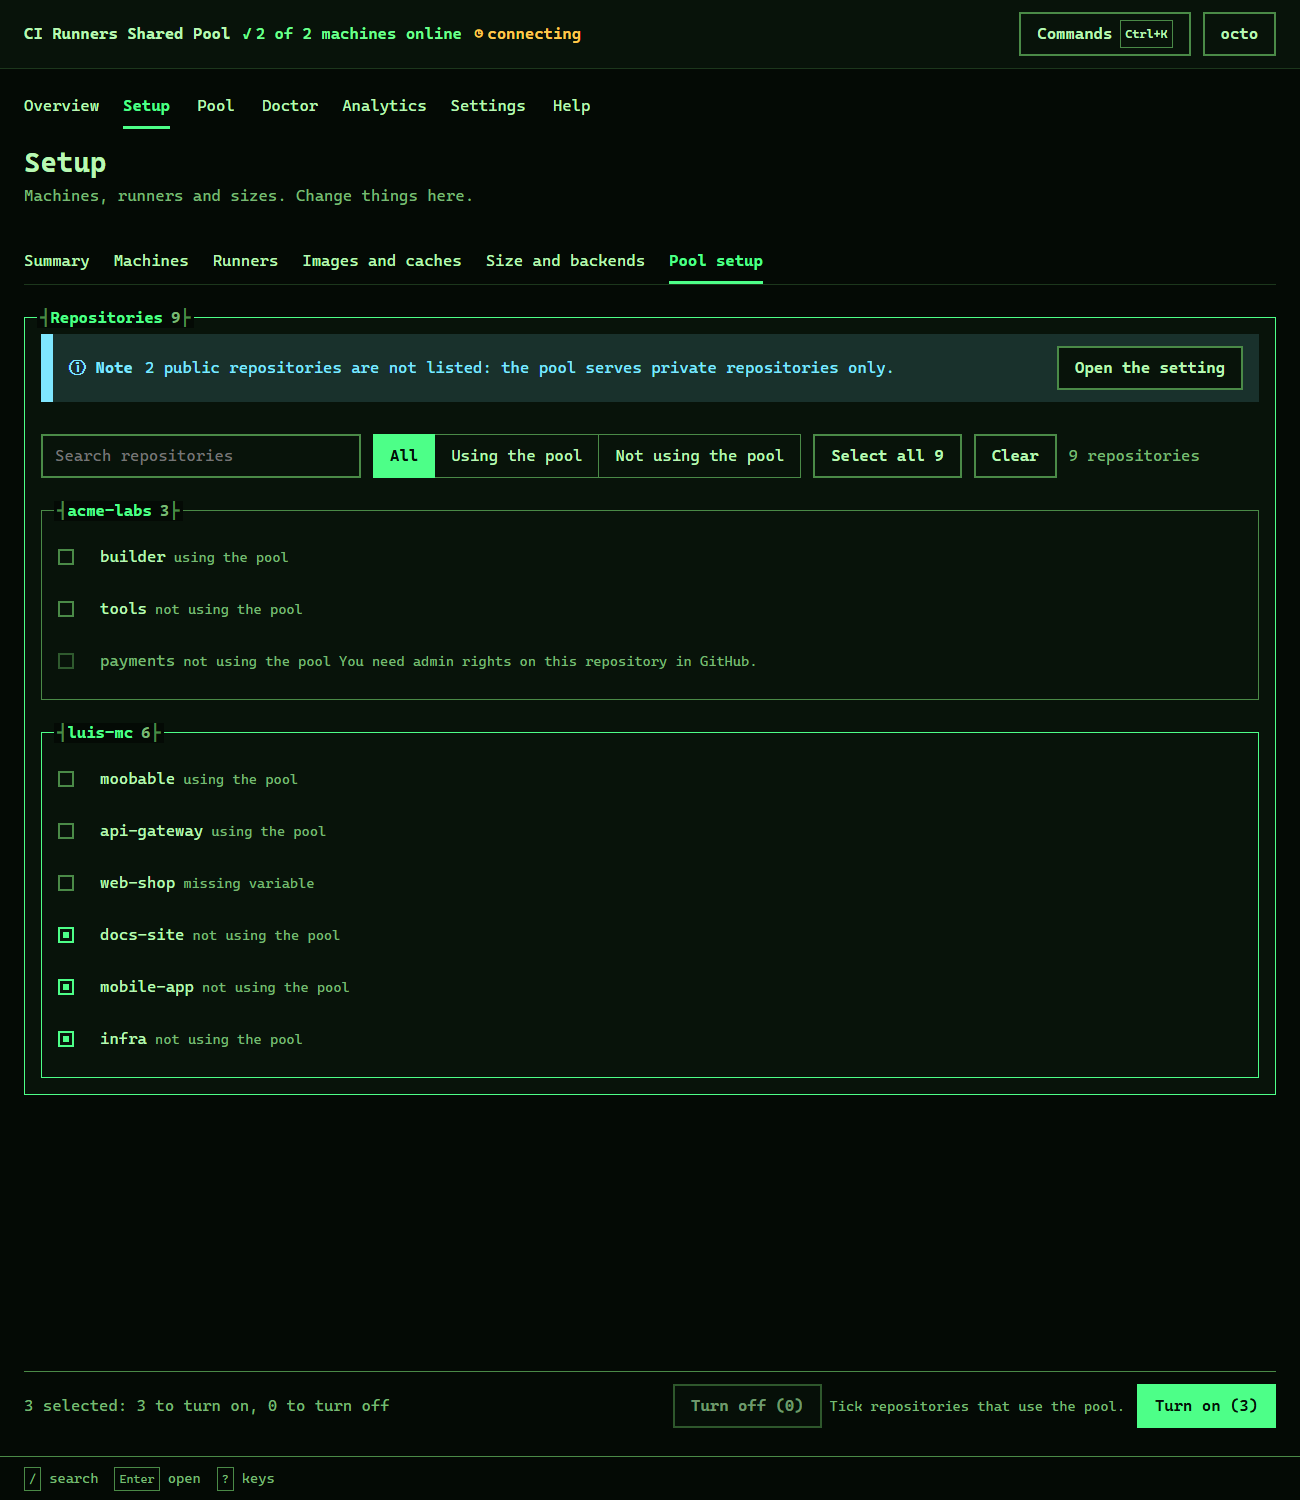 CI Runners Shared Pool ✓ 2 of 2 machines online connecting Commands Ctrl+K octo
Overview Setup Pool Doctor Analytics Settings Help
Setup
Machines, runners and sizes. Change things here.
Summary Machines Runners Images and caches Size and backends Pool setup
Repositories 9
ⓘ Note 2 public repositories are not listed: the pool serves private repositories only. Open the setting
Search repositories All Using the pool Not using the pool Select all 9 Clear 9 repositories
acme-labs 3
builder using the pool
tools not using the pool
payments not using the pool You need admin rights on this repository in GitHub.
luis-mc 6
moobable using the pool
api-gateway using the pool
web-shop missing variable
docs-site not using the pool
mobile-app not using the pool
infra not using the pool
3 selected: 3 to turn on, 0 to turn off Turn off (0) Tick repositories that use the pool. Turn on (3)
/ search Enter open ? keys